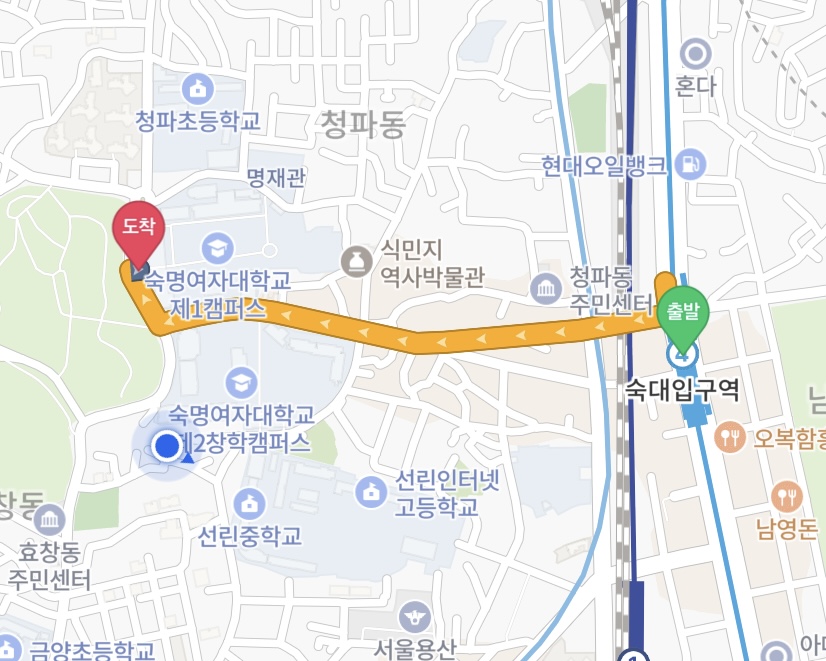 혼다
청파초등학교
청파동
현대오일뱅크
명재관
도착
식민지
역사박물관
숙명여자대학교
제1캠퍼스
청파동
주민센터
출발
4
숙대입구역
남
숙명여자대학교
제2창학캠퍼스
오복함흥
선린인터넷
고등학교
남영돈
창동
선린중학교
효창동
주민센터
서울용산
금양초등학교
1